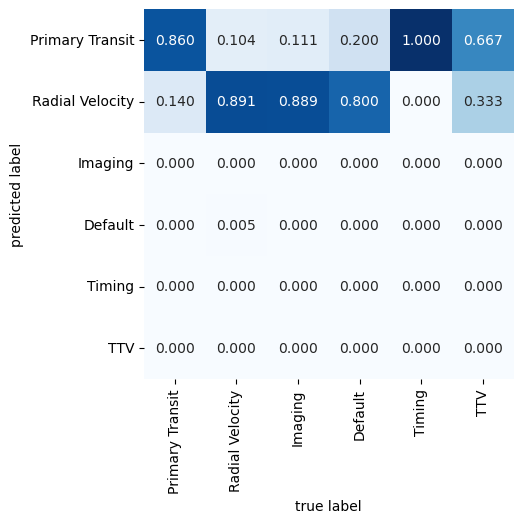 Primary Transit 0.860 0.104 0.111 0.200 1.000 0.667
Radial Velocity 0.140 0.891 0.889 0.800 0.000 0.333
Imaging 0.000 0.000 0.000 0.000 0.000 0.000
Default 0.000 0.005 0.000 0.000 0.000 0.000
Timing 0.000 0.000 0.000 0.000 0.000 0.000
TTV 0.000 0.000 0.000 0.000 0.000 0.000
predicted label
Primary Transit
Radial Velocity
Imaging
Default
Timing
TTV
true label